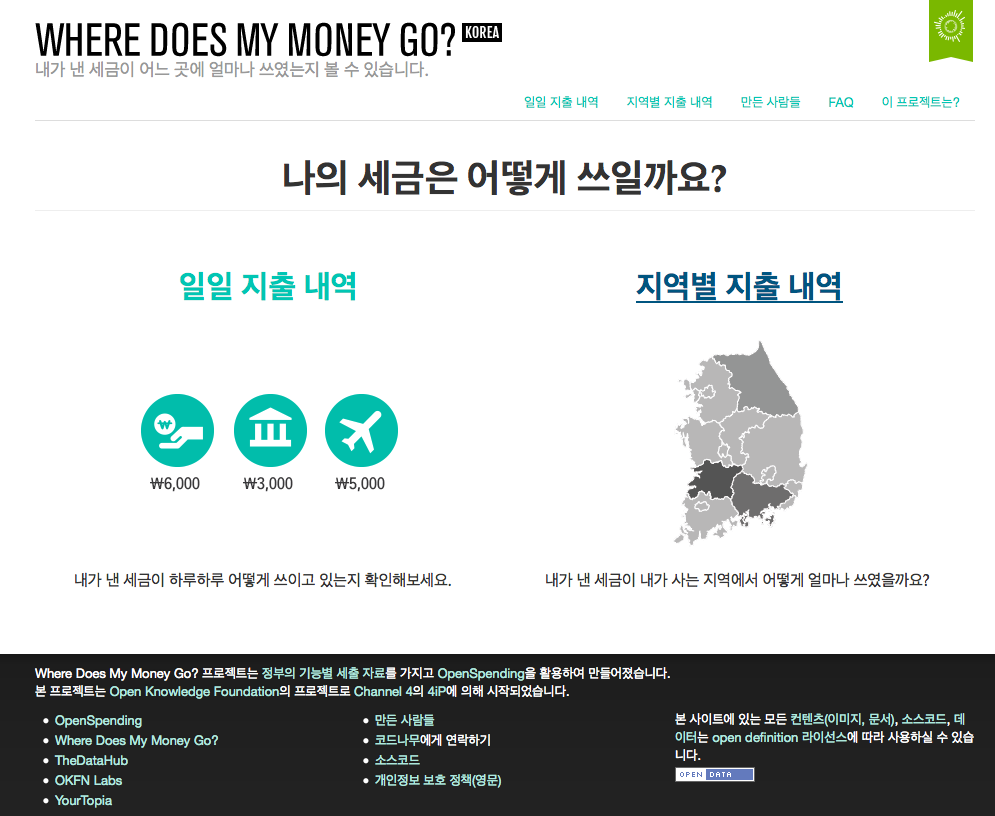 WHERE DOES MY MONEY GO? KOREA
내가 낸 세금이 어느 곳에 얼마나 쓰였는지 볼 수 있습니다.
일일 지출 내역 지역별 지출 내역 만든 사람들 FAQ 이 프로젝트는?
나의 세금은 어떻게 쓰일까요?
일일 지출 내역
₩
₩6,000 ₩3,000 ₩5,000
내가 낸 세금이 하루하루 어떻게 쓰이고 있는지 확인해보세요.
지역별 지출 내역
내가 낸 세금이 내가 사는 지역에서 어떻게 얼마나 쓰였을까요?
Where Does My Money Go? 프로젝트는 정부의 기능별 세출 자료를 가지고 OpenSpending을 활용하여 만들어졌습니다.
본 프로젝트는 Open Knowledge Foundation의 프로젝트로 Channel 4의 4iP에 의해 시작되었습니다.
• OpenSpending
• Where Does My Money Go?
• TheDataHub
• OKFN Labs
• YourTopia
• 만든 사람들
• 코드나무에게 연락하기
• 소스코드
• 개인정보 보호 정책(영문)
본 사이트에 있는 모든 컨텐츠(이미지, 문서), 소스코드, 데
이터는 open definition 라이선스에 따라 사용하실 수 있습
니다.
OPEN DATA